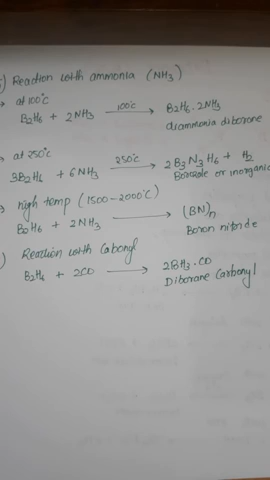 ) Reaction with ammonia (NH3)
→ at 100°C
B2H6 + 2NH3 —100°C→ B2H6·2NH3
diammonia diborane
→ at 250°C
3B2H6 + 6NH3 —250°C→ 2B3N3H6 + H2
Borazole or inorganic
→ high temp (1500-2000°C)
B2H6 + 2NH3 ⟶ (BN)n
Boron nitride
) Reaction with Carbonyl
B2H6 + 2CO ⟶ 2BH3·CO
Diborane Carbonyl